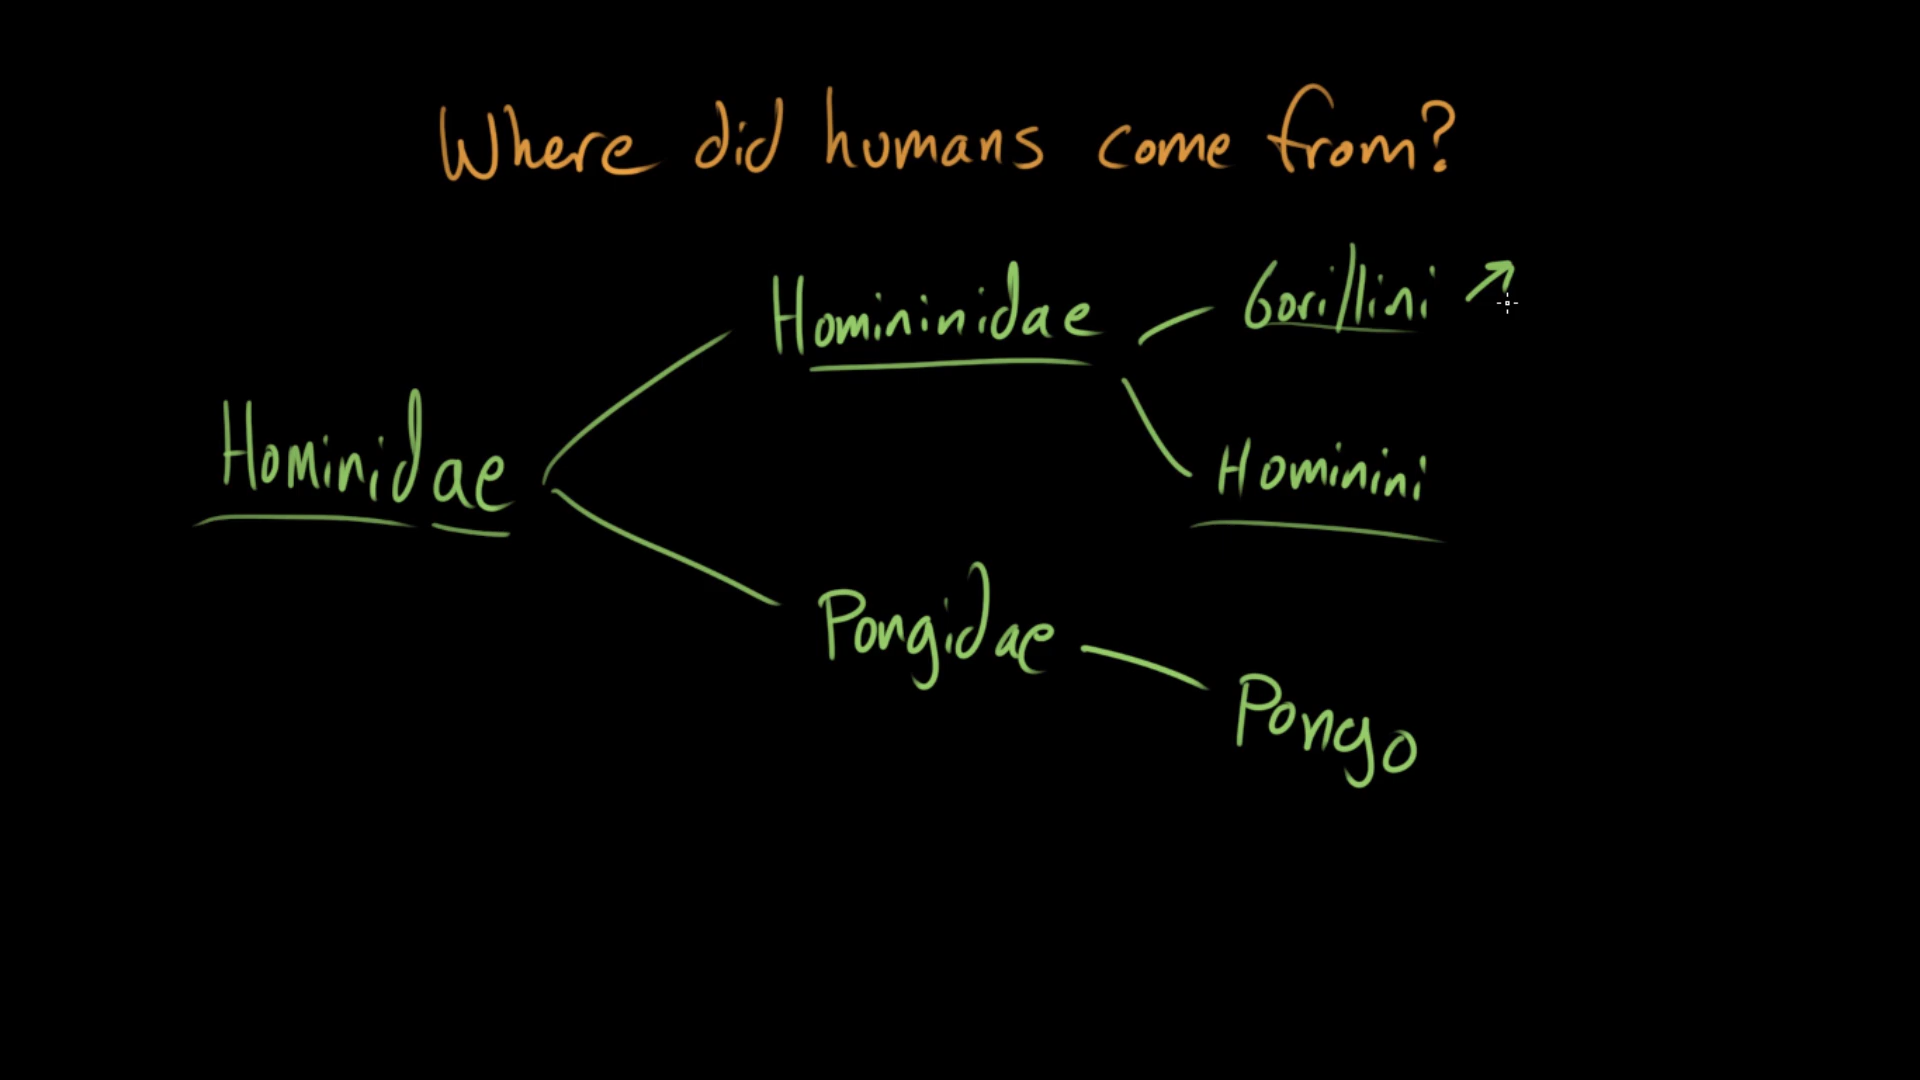 Where did humans come from?
Homininidae
Gorillini
Hominidae
Hominini
Pongidae
Pongo